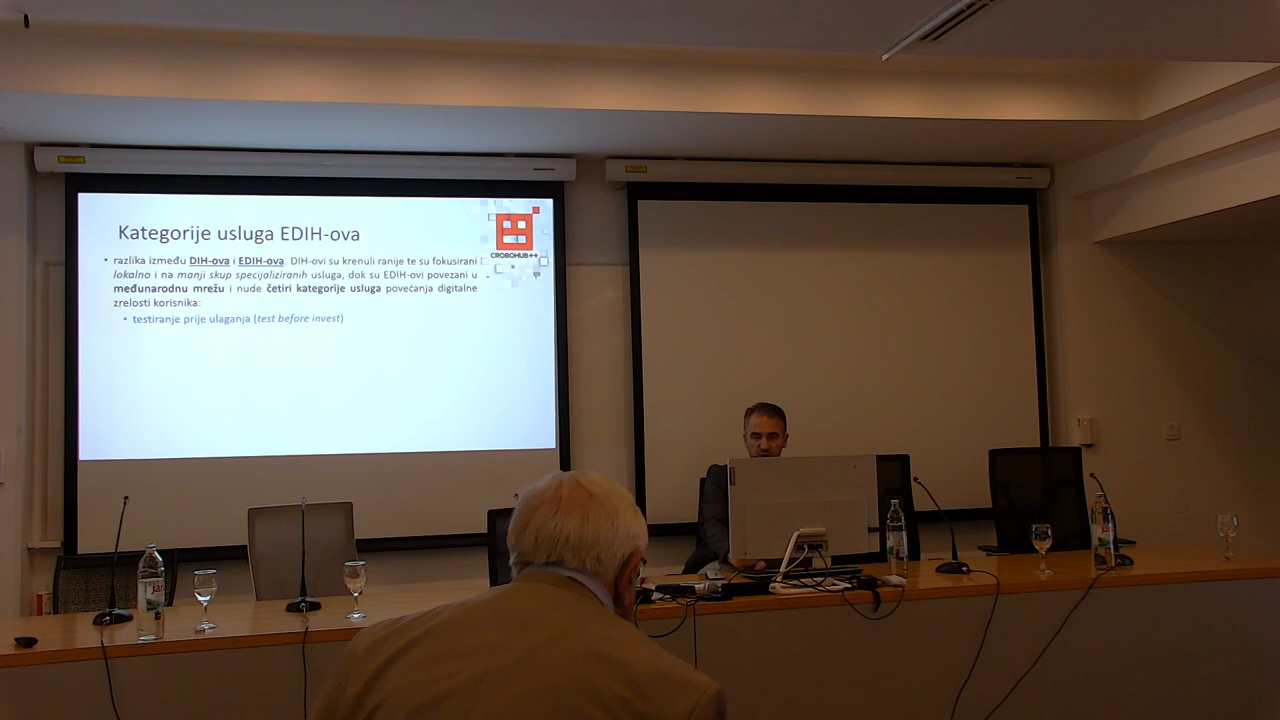 Kategorije usluga EDIH-ova
CROBOHUB++
• razlika između DIH-ova i EDIH-ova: DIH-ovi su krenuli ranije te su fokusirani
lokalno i na manji skup specijaliziranih usluga, dok su EDIH-ovi povezani u
međunarodnu mrežu i nude četiri kategorije usluga povećanja digitalne
zrelosti korisnika:
• testiranje prije ulaganja (test before invest)
Jana